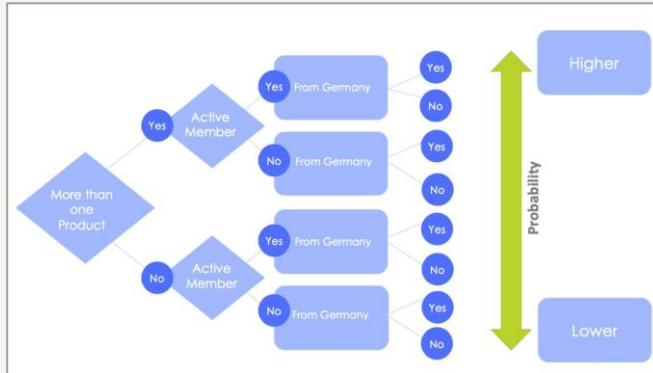 More than
one
Product
Yes
No
Active
Member
Active
Member
Yes
From Germany
No
From Germany
Yes
From Germany
No
From Germany
Yes
No
Yes
No
Yes
No
Yes
No
Probability
Higher
Lower